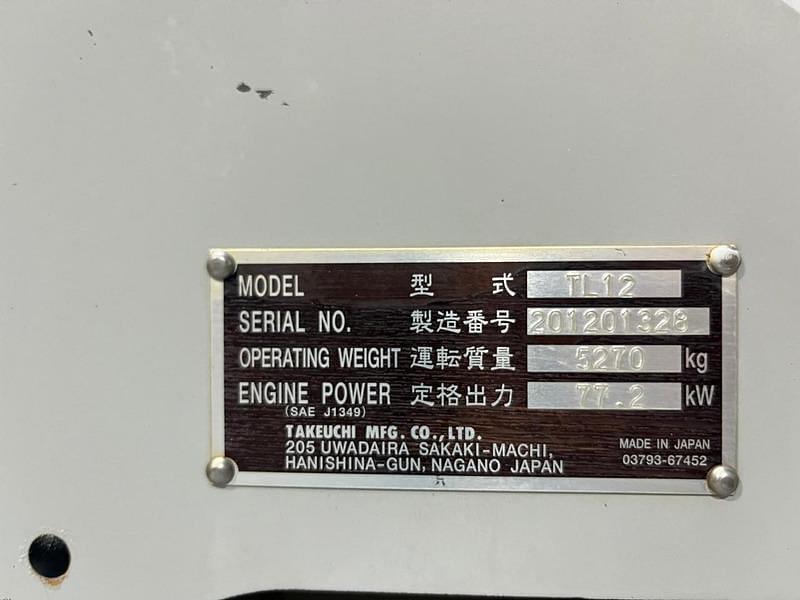 MODEL 型式 TL12
SERIAL NO. 製造番号 201201328
OPERATING WEIGHT 運転質量 5270 kg
ENGINE POWER 定格出力 77.2 kW
(SAE J1349)
TAKEUCHI MFG. CO.,LTD.
205 UWADAIRA SAKAKI-MACHI,
HANISHINA-GUN, NAGANO JAPAN
MADE IN JAPAN
03793-67452